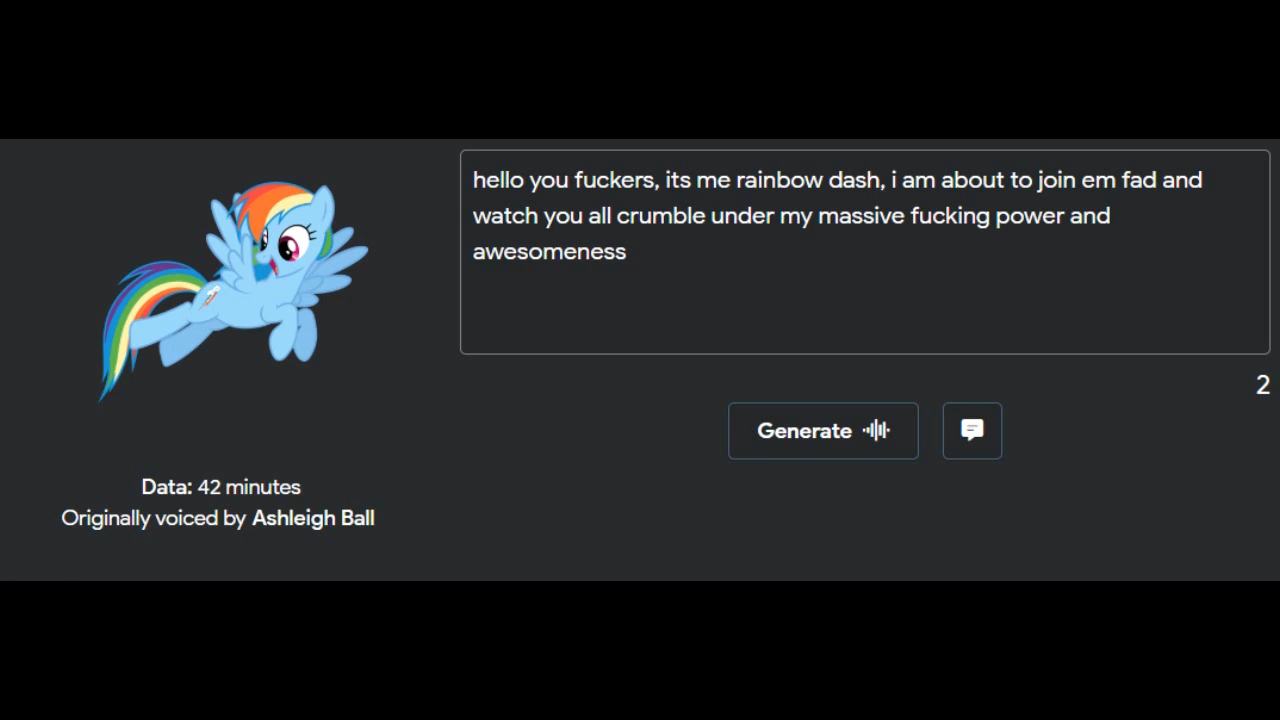 hello you fuckers, its me rainbow dash, i am about to join em fad and
watch you all crumble under my massive fucking power and
awesomeness
2
Generate
Data: 42 minutes
Originally voiced by Ashleigh Ball